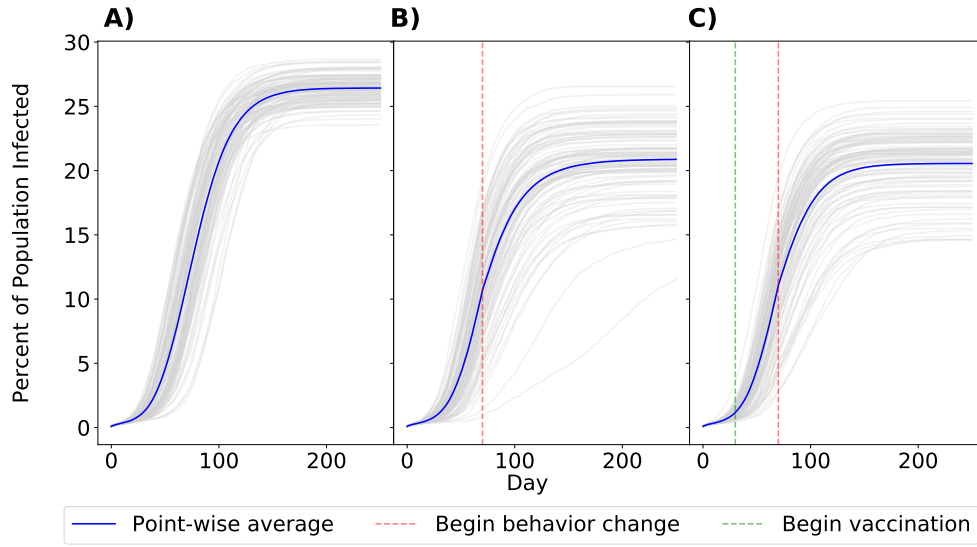 A) B) C)
30
25
20
15
10
5
0
Percent of Population Infected
0 100 200 0 100 200 0 100 200
Day
Point-wise average Begin behavior change Begin vaccination